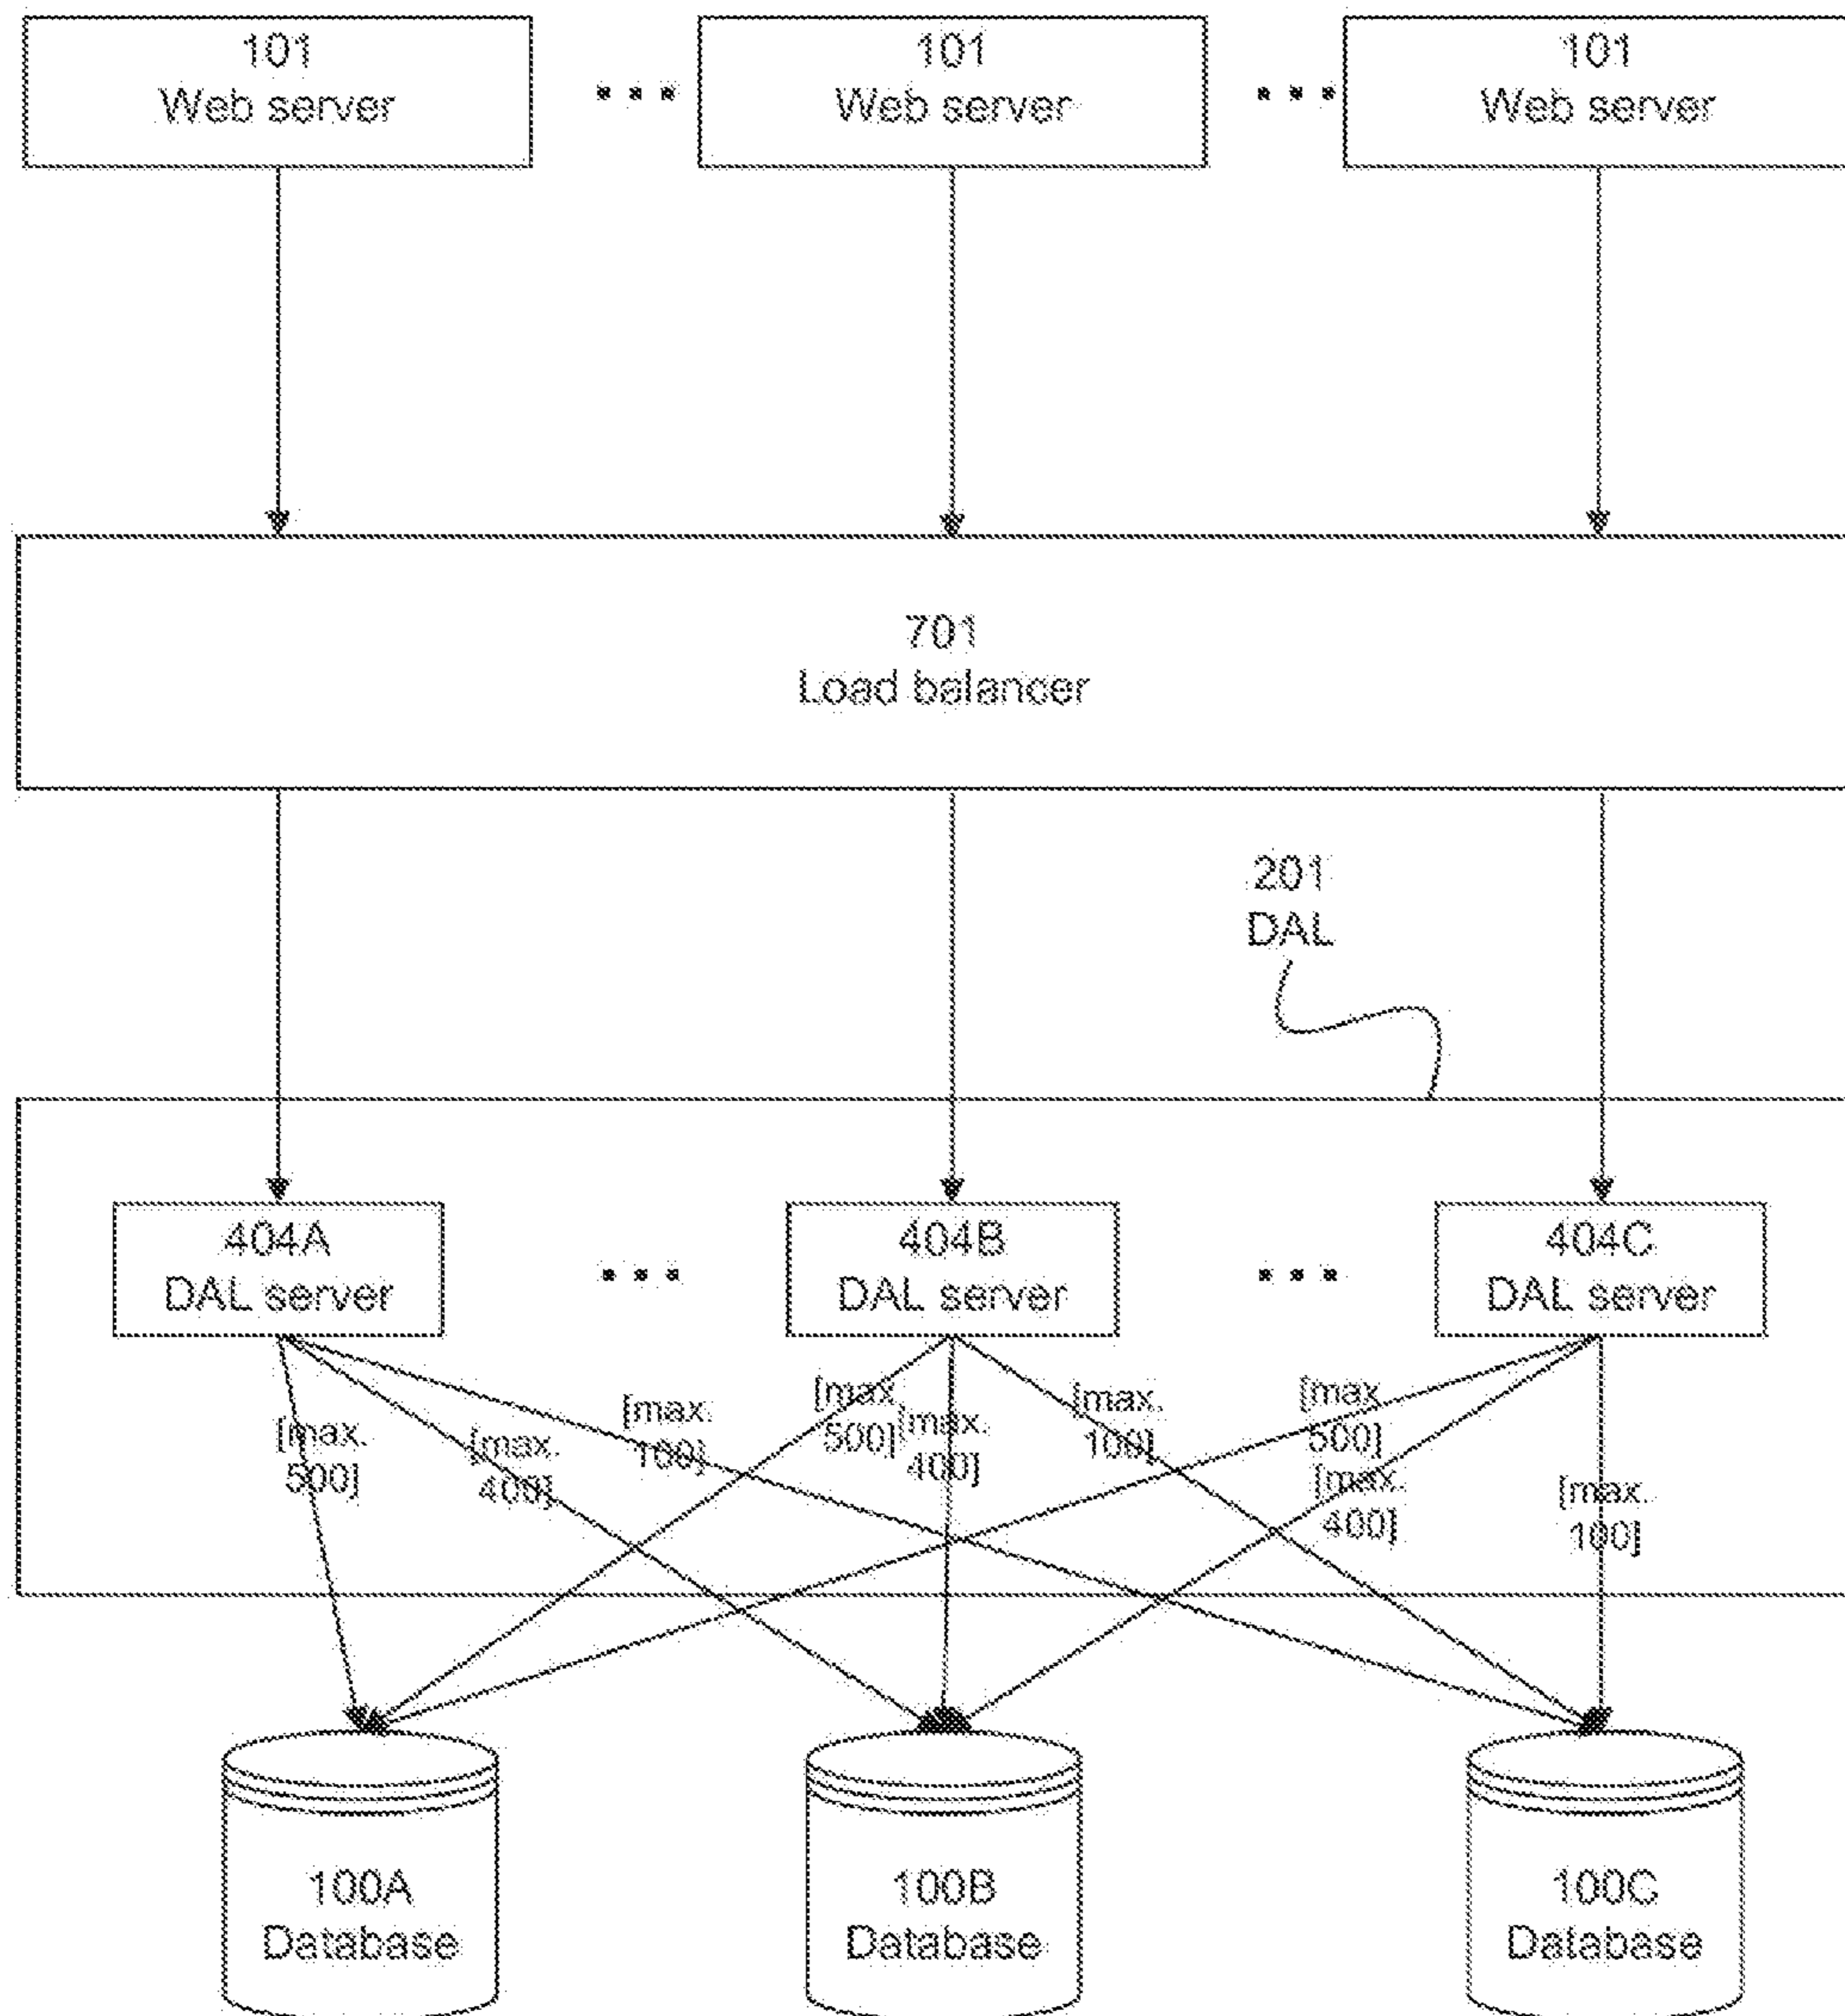 101
Web server
...
101
Web server
...
101
Web server
701
Load balancer
201
DAL
404A
DAL server
...
404B
DAL server
...
404C
DAL server
[max.
500]
[max.
400]
[max.
100]
[max.
500]
[max.
400]
[max.
100]
[max.
500]
[max.
400]
[max.
100]
100A
Database
100B
Database
100C
Database